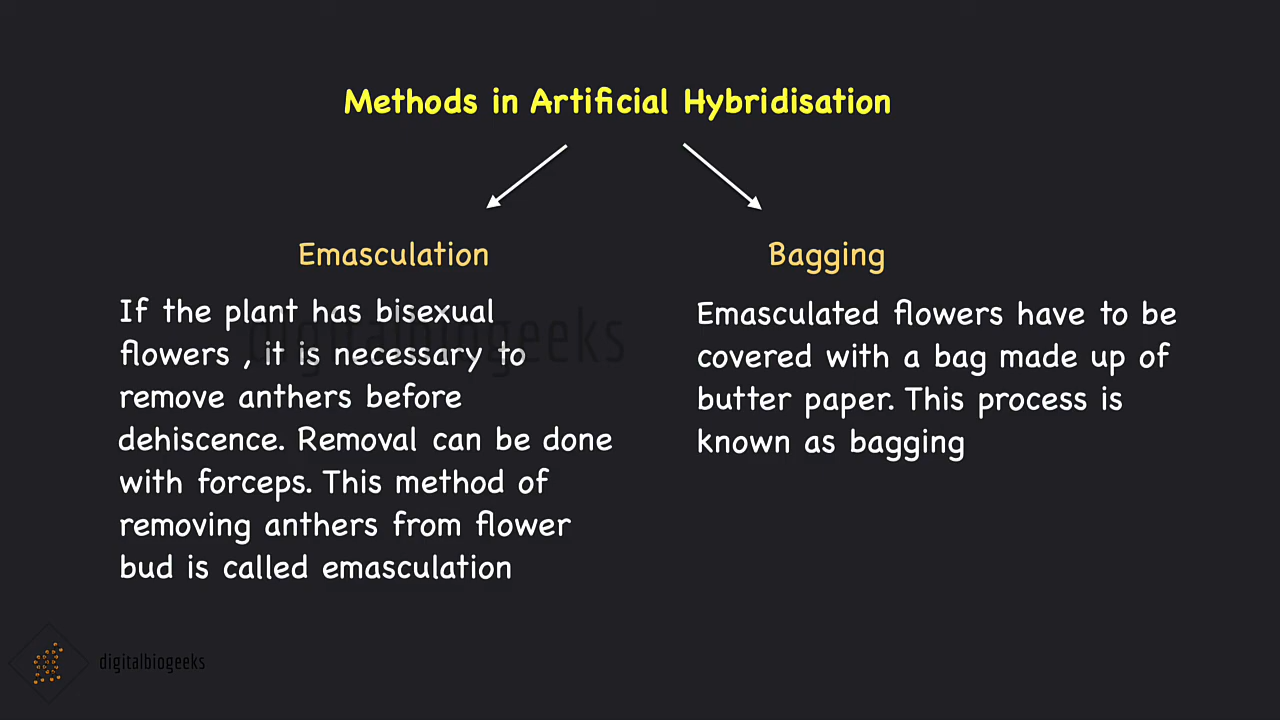 Methods in Artificial Hybridisation
Emasculation
If the plant has bisexual
flowers , it is necessary to
remove anthers before
dehiscence. Removal can be done
with forceps. This method of
removing anthers from flower
bud is called emasculation
Bagging
Emasculated flowers have to be
covered with a bag made up of
butter paper. This process is
known as bagging
digitalbiogeeks
digitalbiogeeks